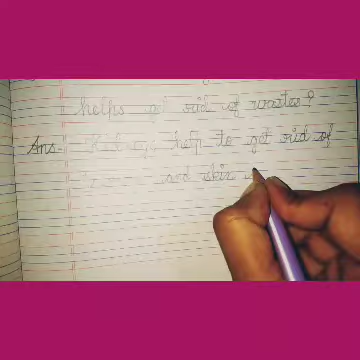 helps get rid of wastes?
Ans - Kidneys help to get rid of
and skin